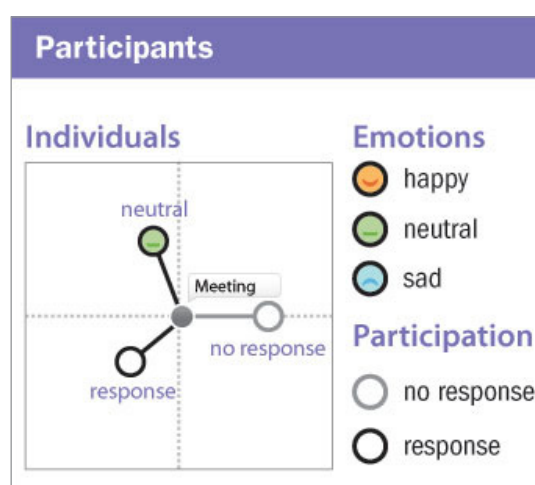 Participants
Individuals
neutral
Meeting
no response
response
Emotions
happy
neutral
sad
Participation
no response
response